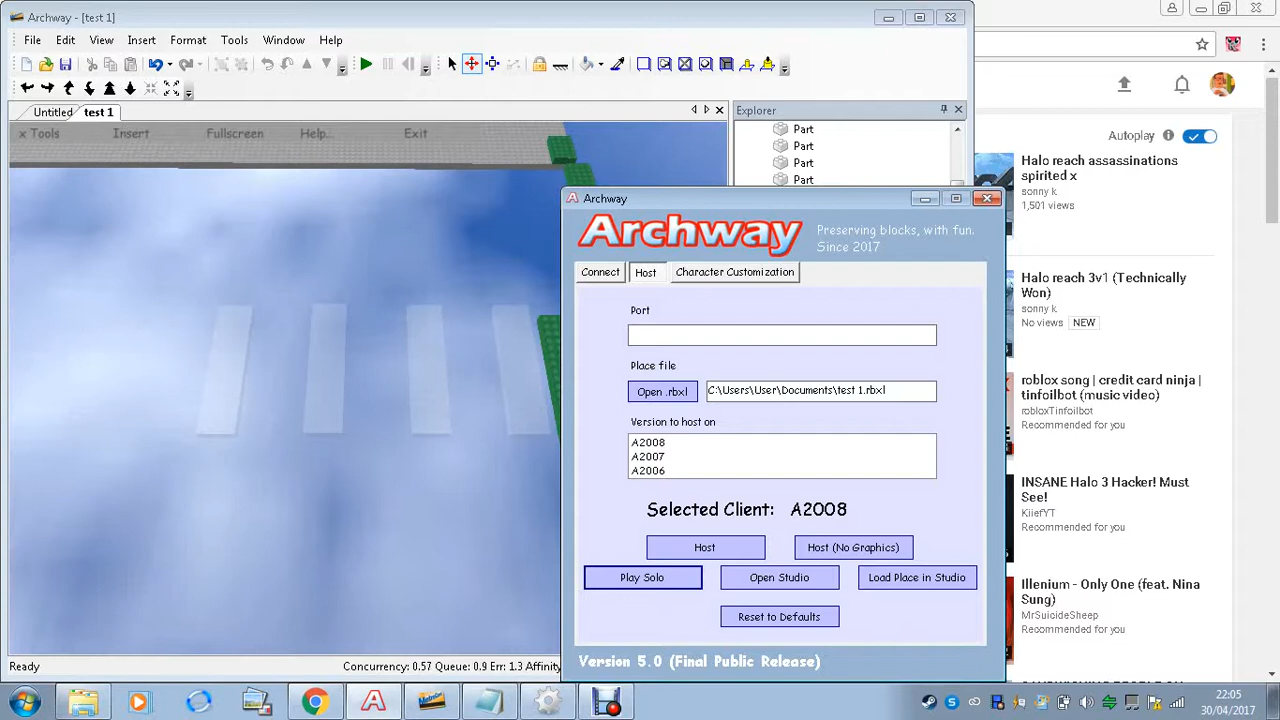 Archway - [test 1]
File Edit View Insert Format Tools Window Help
Untitled test 1
x Tools Insert Fullscreen Help... Exit
Explorer
Part
Part
Part
Part
Ready
Concurrency: 0.57 Queue: 0.9 Err: 1.3 Affinity
Archway
Archway
Preserving blocks, with fun.
Since 2017
Connect Host Character Customization
Port
Place file
Open .rbxl C:\Users\User\Documents\test 1.rbxl
Version to host on
A2008
A2007
A2006
Selected Client: A2008
Host Host (No Graphics)
Play Solo Open Studio Load Place in Studio
Reset to Defaults
Version 5.0 (Final Public Release)
Autoplay
Halo reach assassinations
spirited x
sonny k
1,501 views
Halo reach 3v1 (Technically
Won)
sonny k
No views NEW
roblox song | credit card ninja |
tinfoilbot (music video)
robloxTinfoilbot
Recommended for you
INSANE Halo 3 Hacker! Must
See!
KiiefYT
Recommended for you
Illenium - Only One (feat. Nina
Sung)
MrSuicideSheep
Recommended for you
22:05
30/04/2017